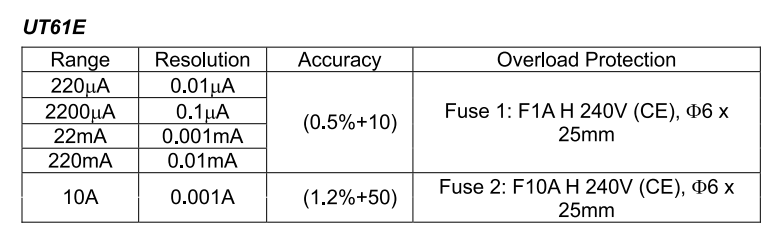 UT61E
Range Resolution Accuracy Overload Protection
220μA 0.01μA
2200μA 0.1μA
22mA 0.001mA
220mA 0.01mA
(0.5%+10)
Fuse 1: F1A H 240V (CE), Φ6 x
25mm
10A 0.001A (1.2%+50)
Fuse 2: F10A H 240V (CE), Φ6 x
25mm